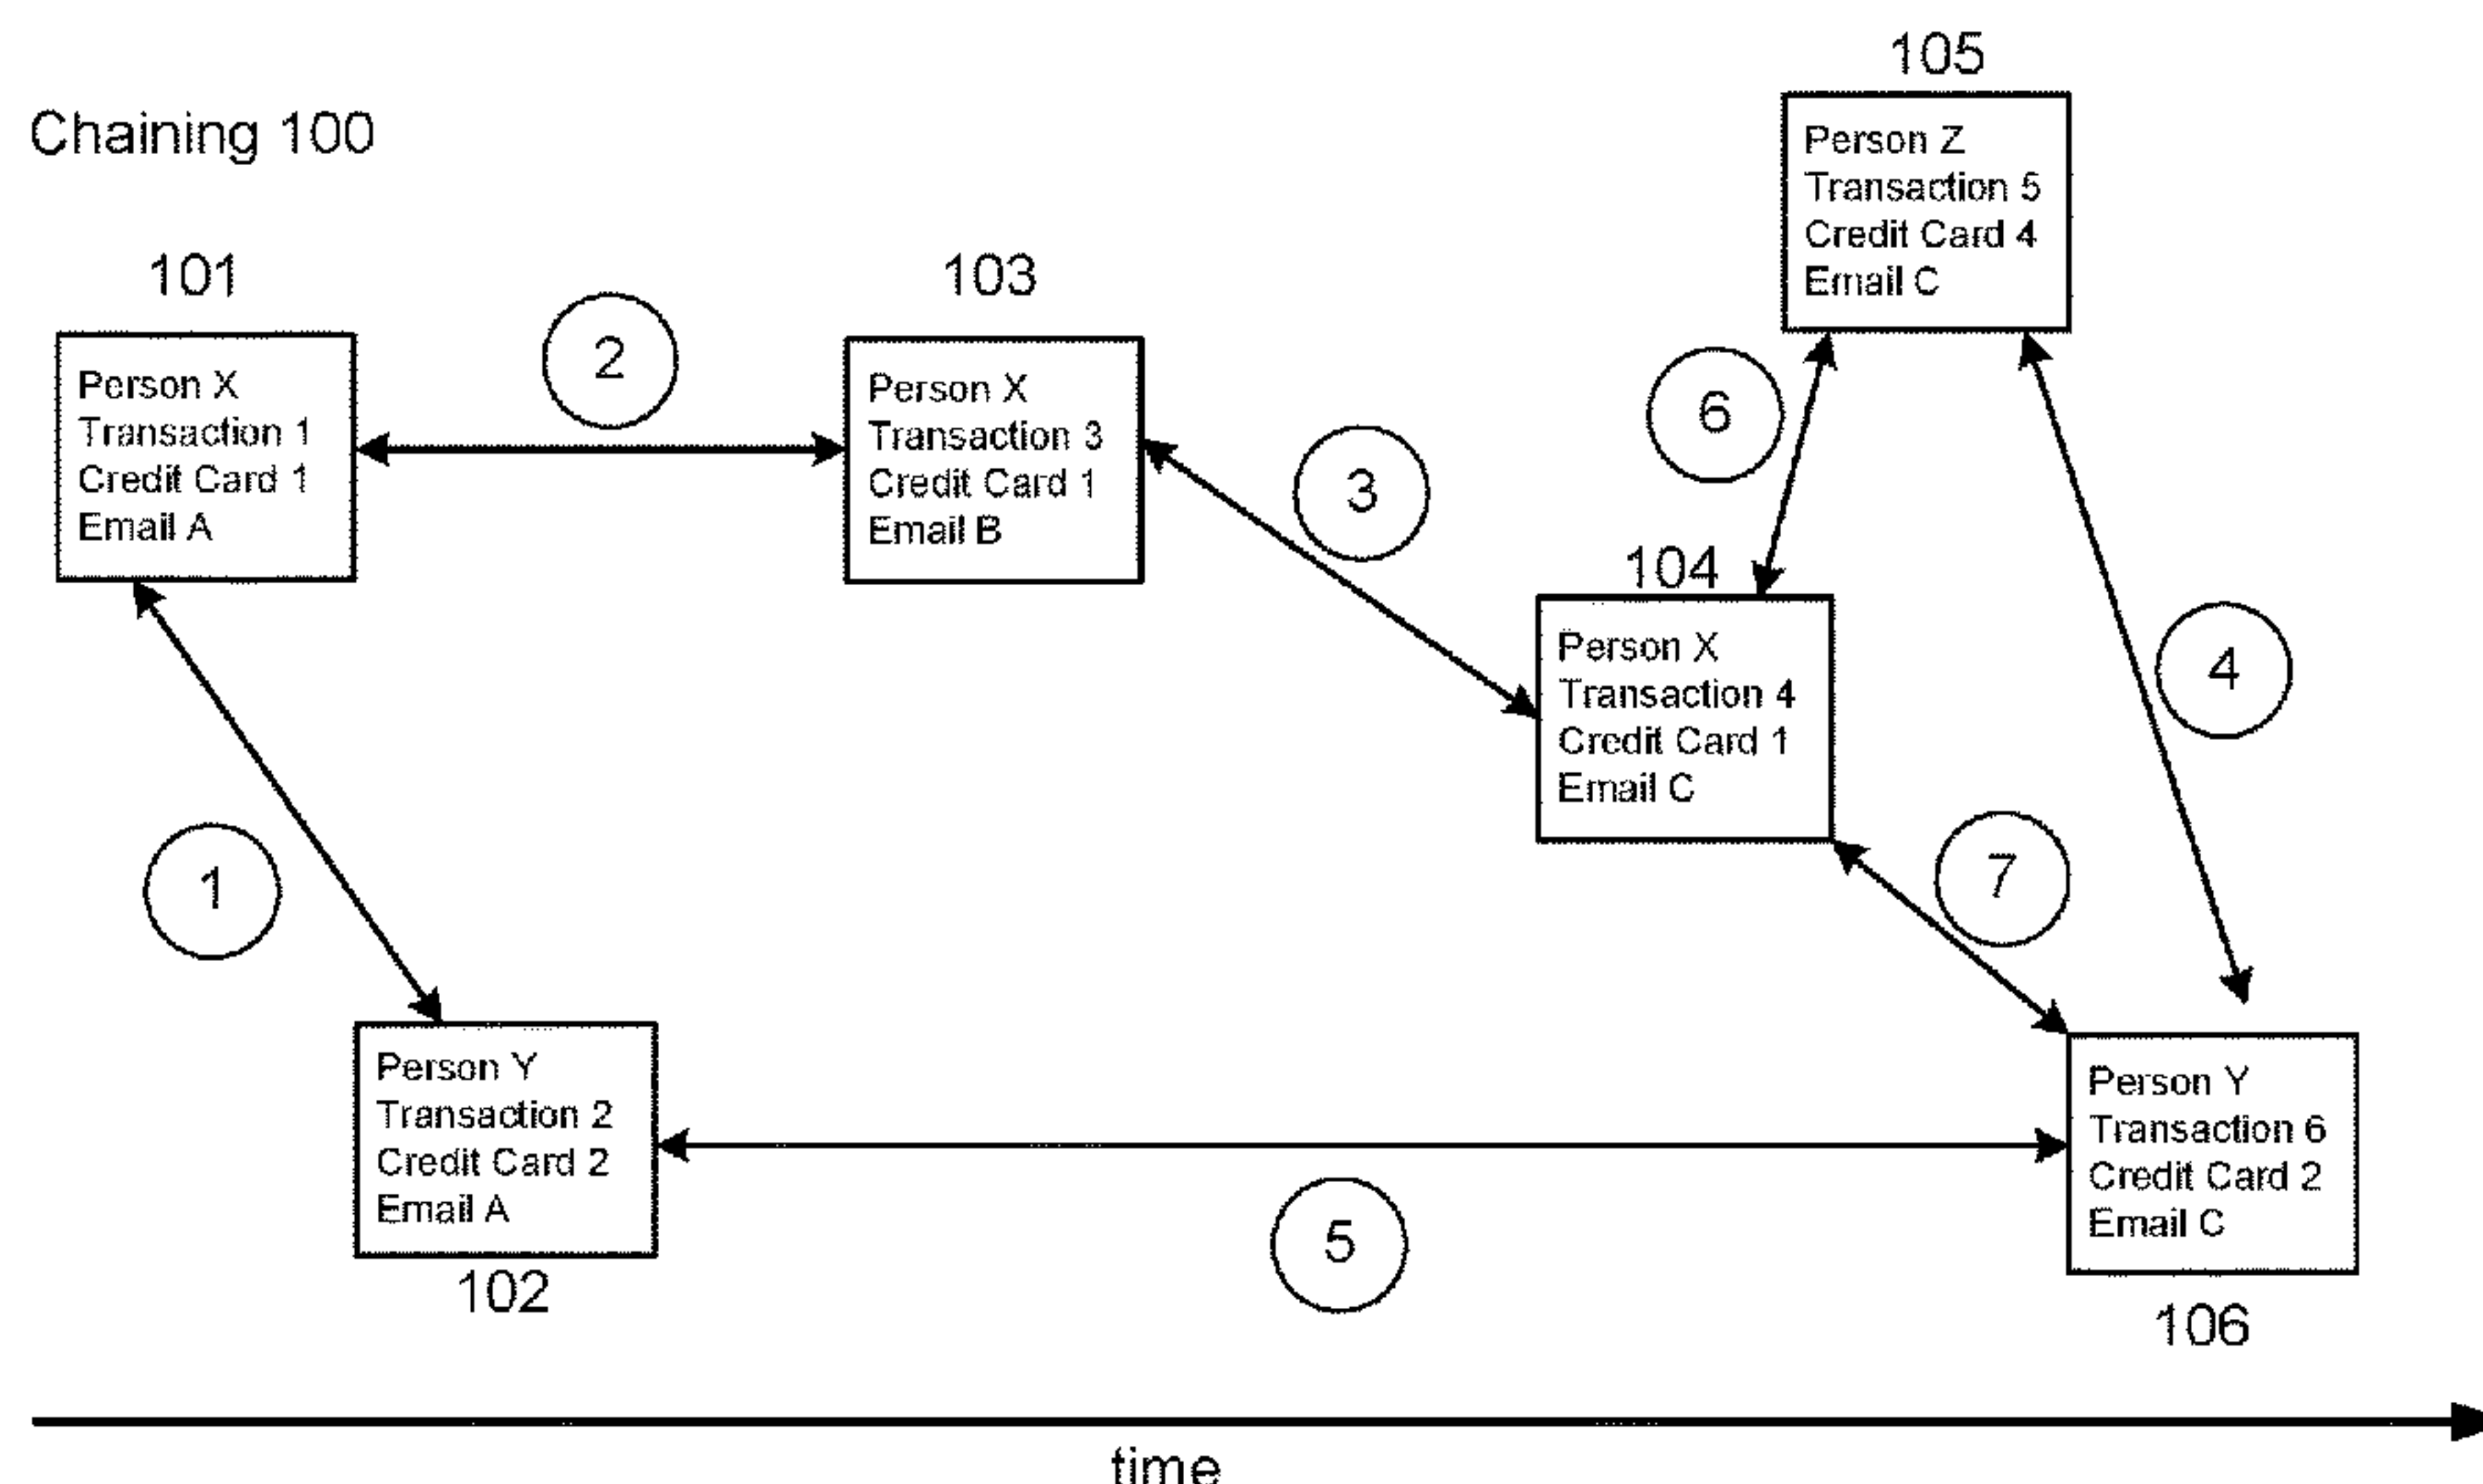 105
Chaining 100
Person Z
Transaction 5
Credit Card 4
Email C
101
103
2
6
Person X
Transaction 1
Credit Card 1
Email A
Person X
Transaction 3
Credit Card 1
Email B
3
104
4
Person X
Transaction 4
Credit Card 1
Email C
1
7
Person Y
Transaction 2
Credit Card 2
Email A
102
5
Person Y
Transaction 6
Credit Card 2
Email C
106
time